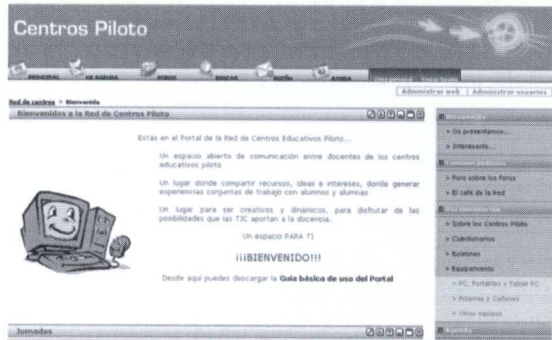 Centros Piloto
PRINCIPAL MI AGENDA FOROS BUSCAR BUZÓN AYUDA
Administrar web Administrar usuarios
Red de centros > Bienvenida
Bienvenidos a la Red de Centros Piloto
Estás en el Portal de la Red de Centros Educativos Piloto...
Un espacio abierto de comunicación entre docentes de los centros
educativos piloto
Un lugar donde compartir recursos, ideas e intereses, donde generar
experiencias conjuntas de trabajo con alumnos y alumnas
Un lugar para ser creativos y dinámicos, para disfrutar de las
posibilidades que las TIC aportan a la docencia.
Un espacio PARA TI
¡¡¡BIENVENIDO!!!
Desde aquí puedes descargar la Guía básica de uso del Portal
Jornadas
Bienvenida
> Os presentamos...
> Interesante...
> Foro sobre los Foros
> El café de la Red
> Sobre los Centros Piloto
> Cuestionarios
> Boletines
> Equipamiento
> PC, Portátiles y Tablet PC
> Pizarras y Cañones
> Otros equipos
Agenda